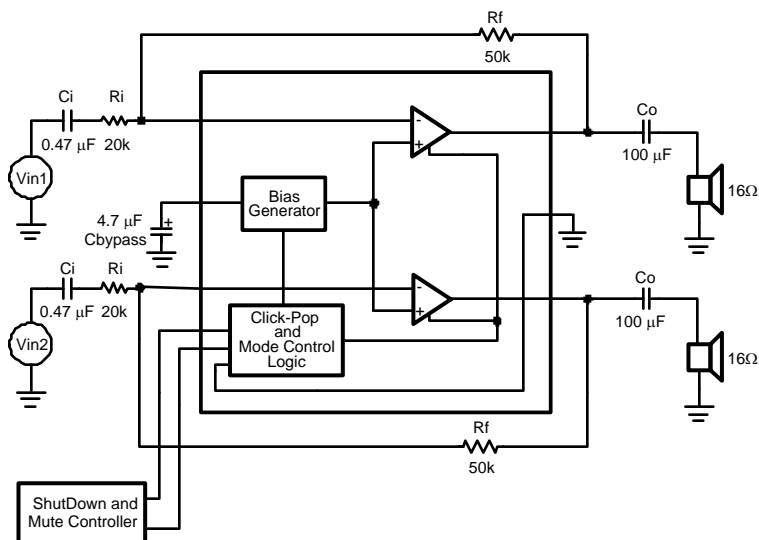 Rf
50k
Ci
Ri
0.47 µF
20k
Vin1
-
+
Co
100 µF
16Ω
Bias
Generator
4.7 µF
+
Cbypass
Ci
Ri
0.47 µF
20k
Vin2
-
+
Co
100 µF
16Ω
Click-Pop
and
Mode Control
Logic
Rf
50k
ShutDown and
Mute Controller